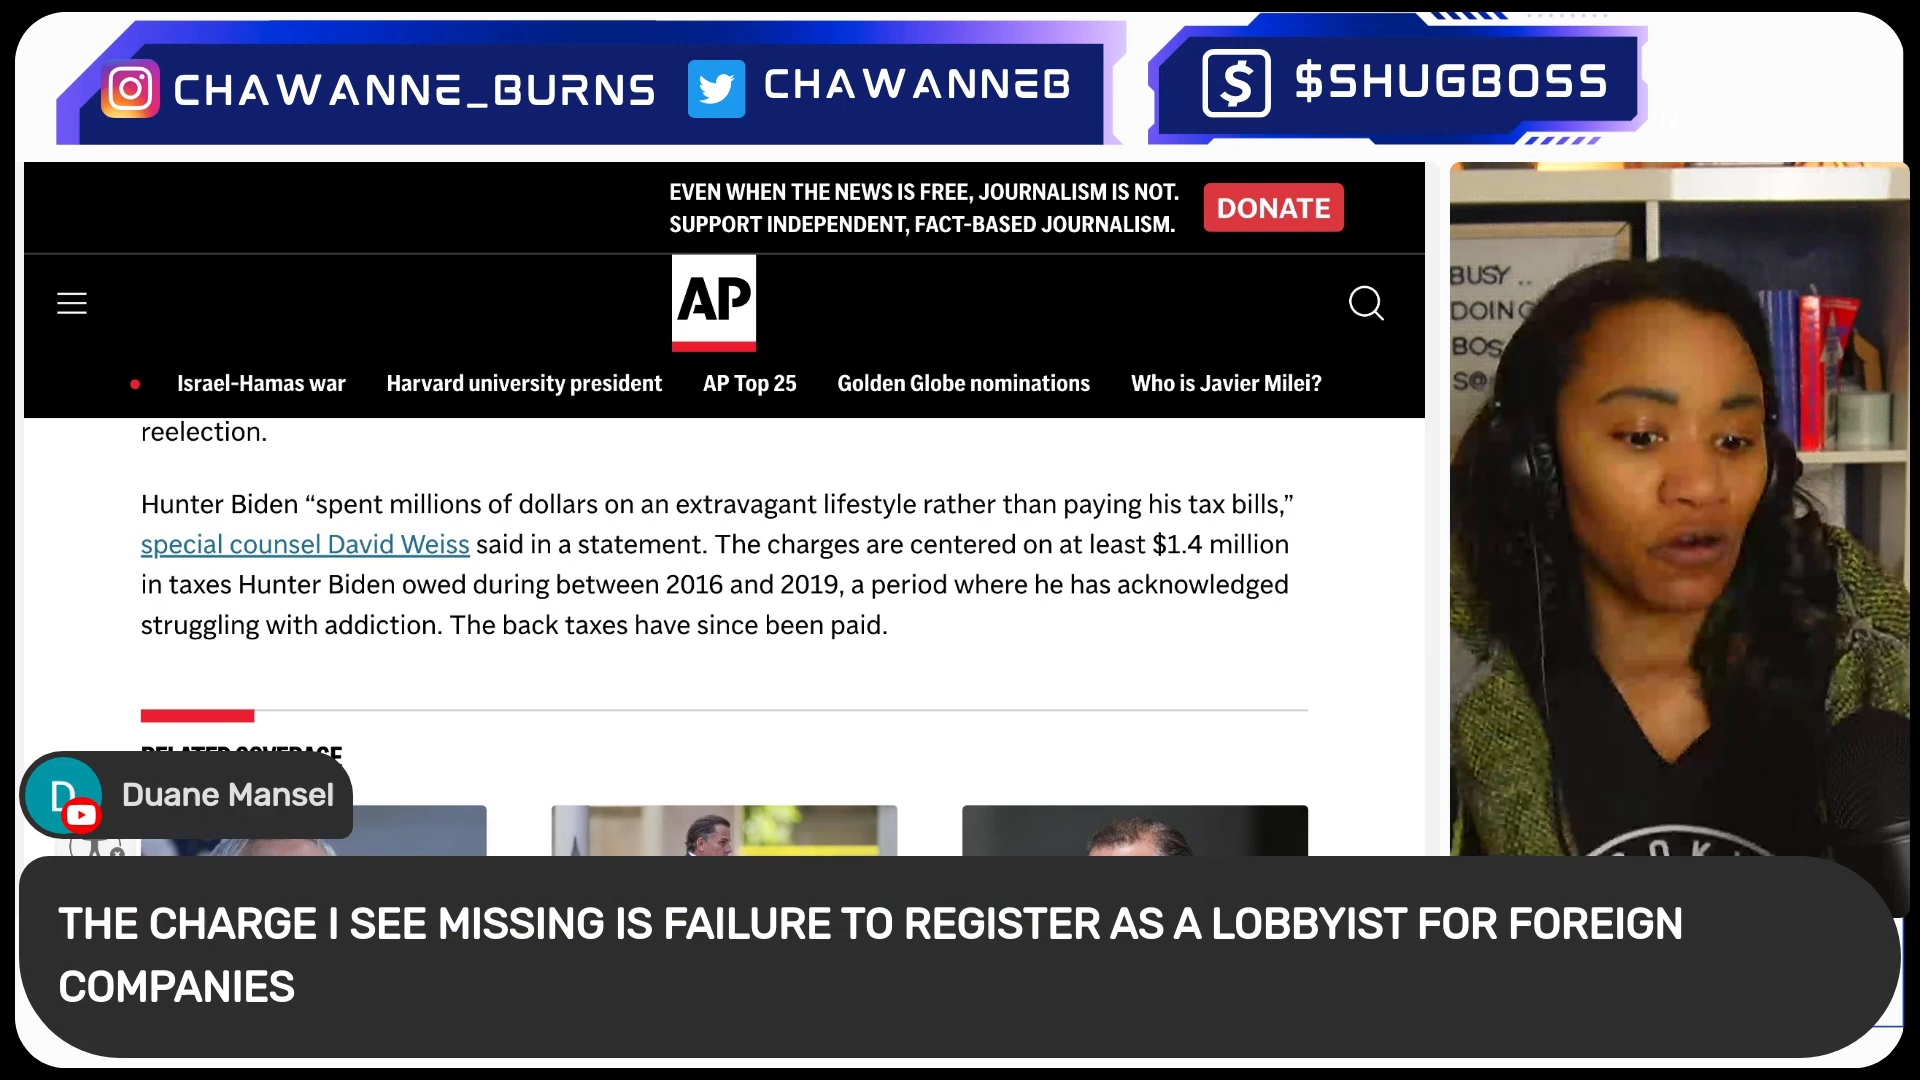 CHAWANNE_BURNS
CHAWANNEB
$SHUGBOSS
EVEN WHEN THE NEWS IS FREE, JOURNALISM IS NOT.
SUPPORT INDEPENDENT, FACT-BASED JOURNALISM.
DONATE
AP
Israel-Hamas war
Harvard university president
AP Top 25
Golden Globe nominations
Who is Javier Milei?
reelection.
Hunter Biden “spent millions of dollars on an extravagant lifestyle rather than paying his tax bills,”
special counsel David Weiss said in a statement. The charges are centered on at least $1.4 million
in taxes Hunter Biden owed during between 2016 and 2019, a period where he has acknowledged
struggling with addiction. The back taxes have since been paid.
RELATED COVERAGE
BUSY ..
DOING
BOS
S@
D
Duane Mansel
THE CHARGE I SEE MISSING IS FAILURE TO REGISTER AS A LOBBYIST FOR FOREIGN
COMPANIES